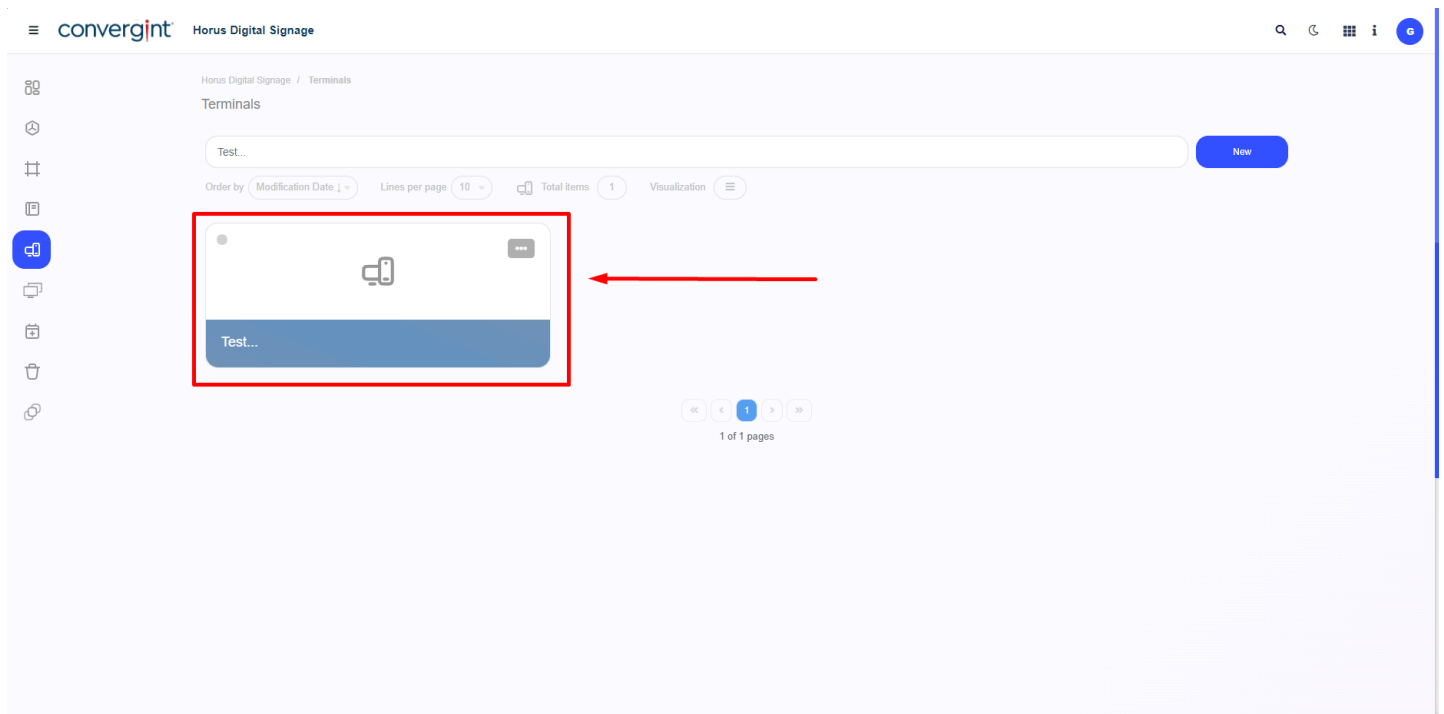 convergint Horus Digital Signage i G
Horus Digital Signage / Terminals
Terminals
Test...
New
Order by Modification Date ↓ Lines per page 10 Total items 1 Visualization
Test...
« ‹ 1 › »
1 of 1 pages